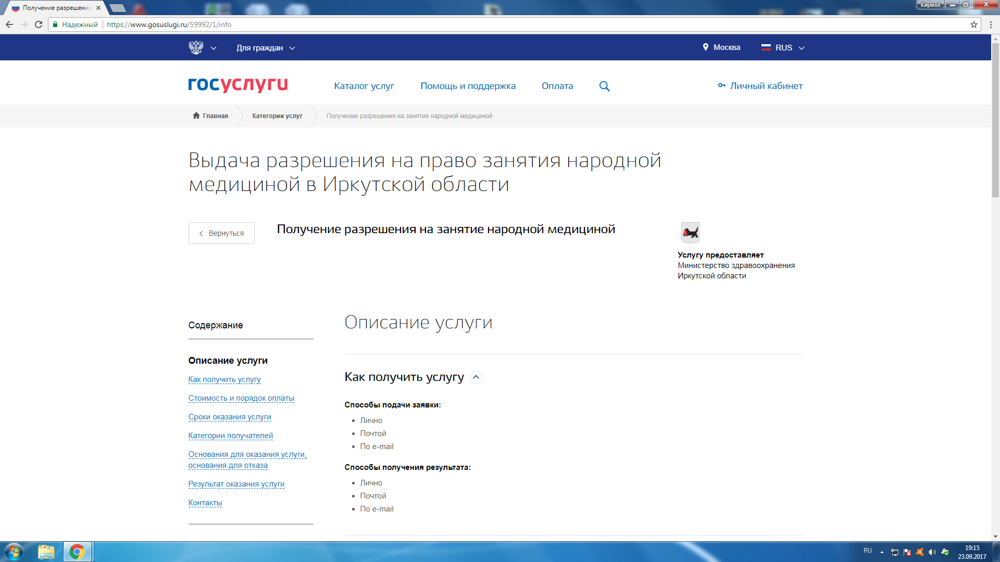 Получение разрешения
Кирилл
Надежный
https://www.gosuslugi.ru/59992/1/info
Для граждан
Москва
RUS
госуслуги
Каталог услуг
Помощь и поддержка
Оплата
Личный кабинет
Главная
Категории услуг
Получение разрешения на занятие народной медициной
Выдача разрешения на право занятия народной
медициной в Иркутской области
Вернуться
Получение разрешения на занятие народной медициной
Услугу предоставляет
Министерство здравоохранения
Иркутской области
Содержание
Описание услуги
Как получить услугу
Стоимость и порядок оплаты
Сроки оказания услуги
Категории получателей
Основания для оказания услуги,
основания для отказа
Результат оказания услуги
Контакты
Описание услуги
Как получить услугу
Способы подачи заявки:
Лично
Почтой
По e-mail
Способы получения результата:
Лично
Почтой
По e-mail
RU
19:15
23.09.2017